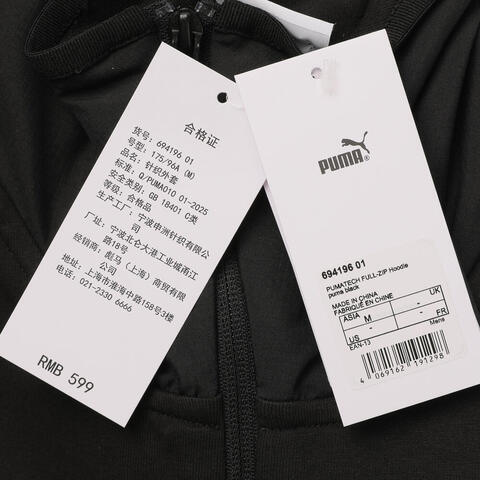 合格证
货号: 694196 01
号型: 175/96A (M)
品名: 针织外套
标准: Q/PUMA010 01-2025
安全类别: GB 18401 C类
等级: 合格品
生产工厂: 宁波申洲针织有限公
司
厂址: 宁波北仑大港工业城甬江
路18号
经销商: 彪马（上海）商贸有限
公司
地址: 上海市淮海中路158号3楼
电话: 021-2330 6666
RMB 599
PUMA
694196 01
PUMATECH FULL-ZIP Hoodie
puma black
MADE IN CHINA
FABRIQUÉ EN CHINE
ASIA M - UK
US - - FR
EAN-13 Mens
4 069162 191298